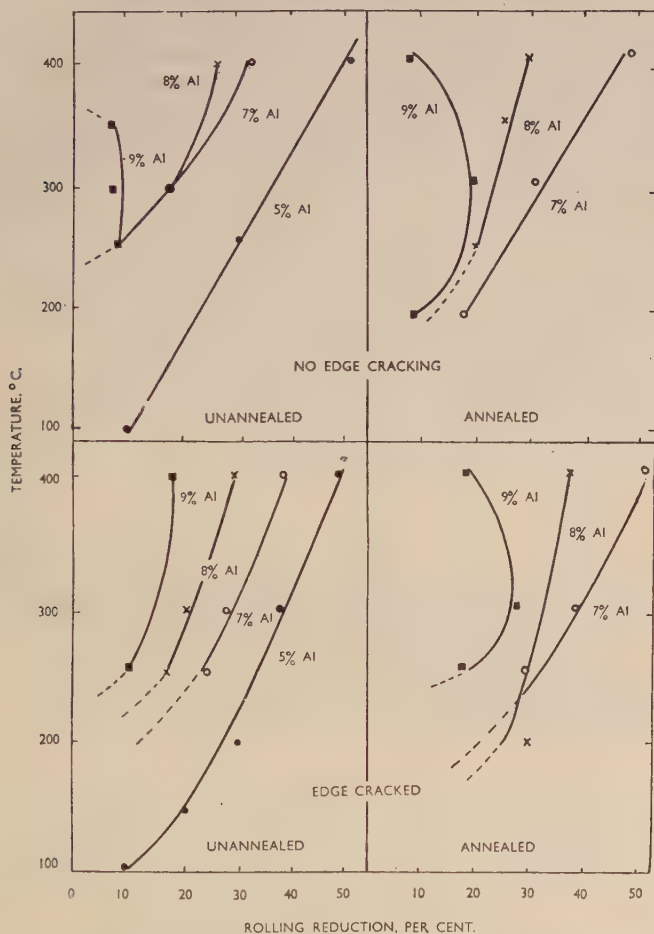 400
300
200
100
8% Al
7% Al
9% Al
5% Al
9% Al
8% Al
7% Al
NO EDGE CRACKING
UNANNEALED
ANNEALED
TEMPERATURE, °C.
400
300
200
100
9% Al
8% Al
7% Al
5% Al
9% Al
8% Al
7% Al
EDGE CRACKED
UNANNEALED
ANNEALED
0 10 20 30 40 50 10 20 30 40 50
ROLLING REDUCTION, PER CENT.